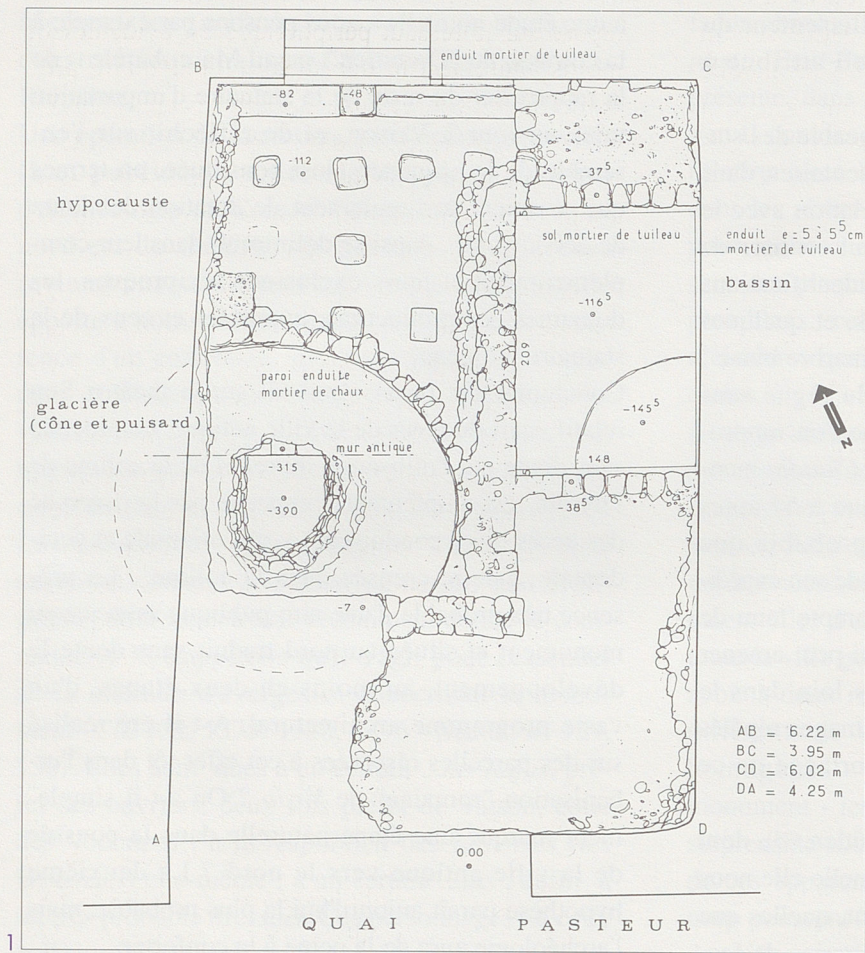 enduit mortier de tuileau
B
C
-82
-48
-112
-37⁵
hypocauste
5
sol, mortier de tuileau
enduit e = 5 à 5⁵ cm
mortier de tuileau
bassin
-116⁵
209
paroi enduite
mortier de chaux
glacière
(cône et puisard)
-145⁵
N
mur antique
148
-315
5
-38⁵
-390
-7
AB = 6.22 m
BC = 3.95 m
CD = 6.02 m
DA = 4.25 m
A
D
0.00
QUAI PASTEUR
1